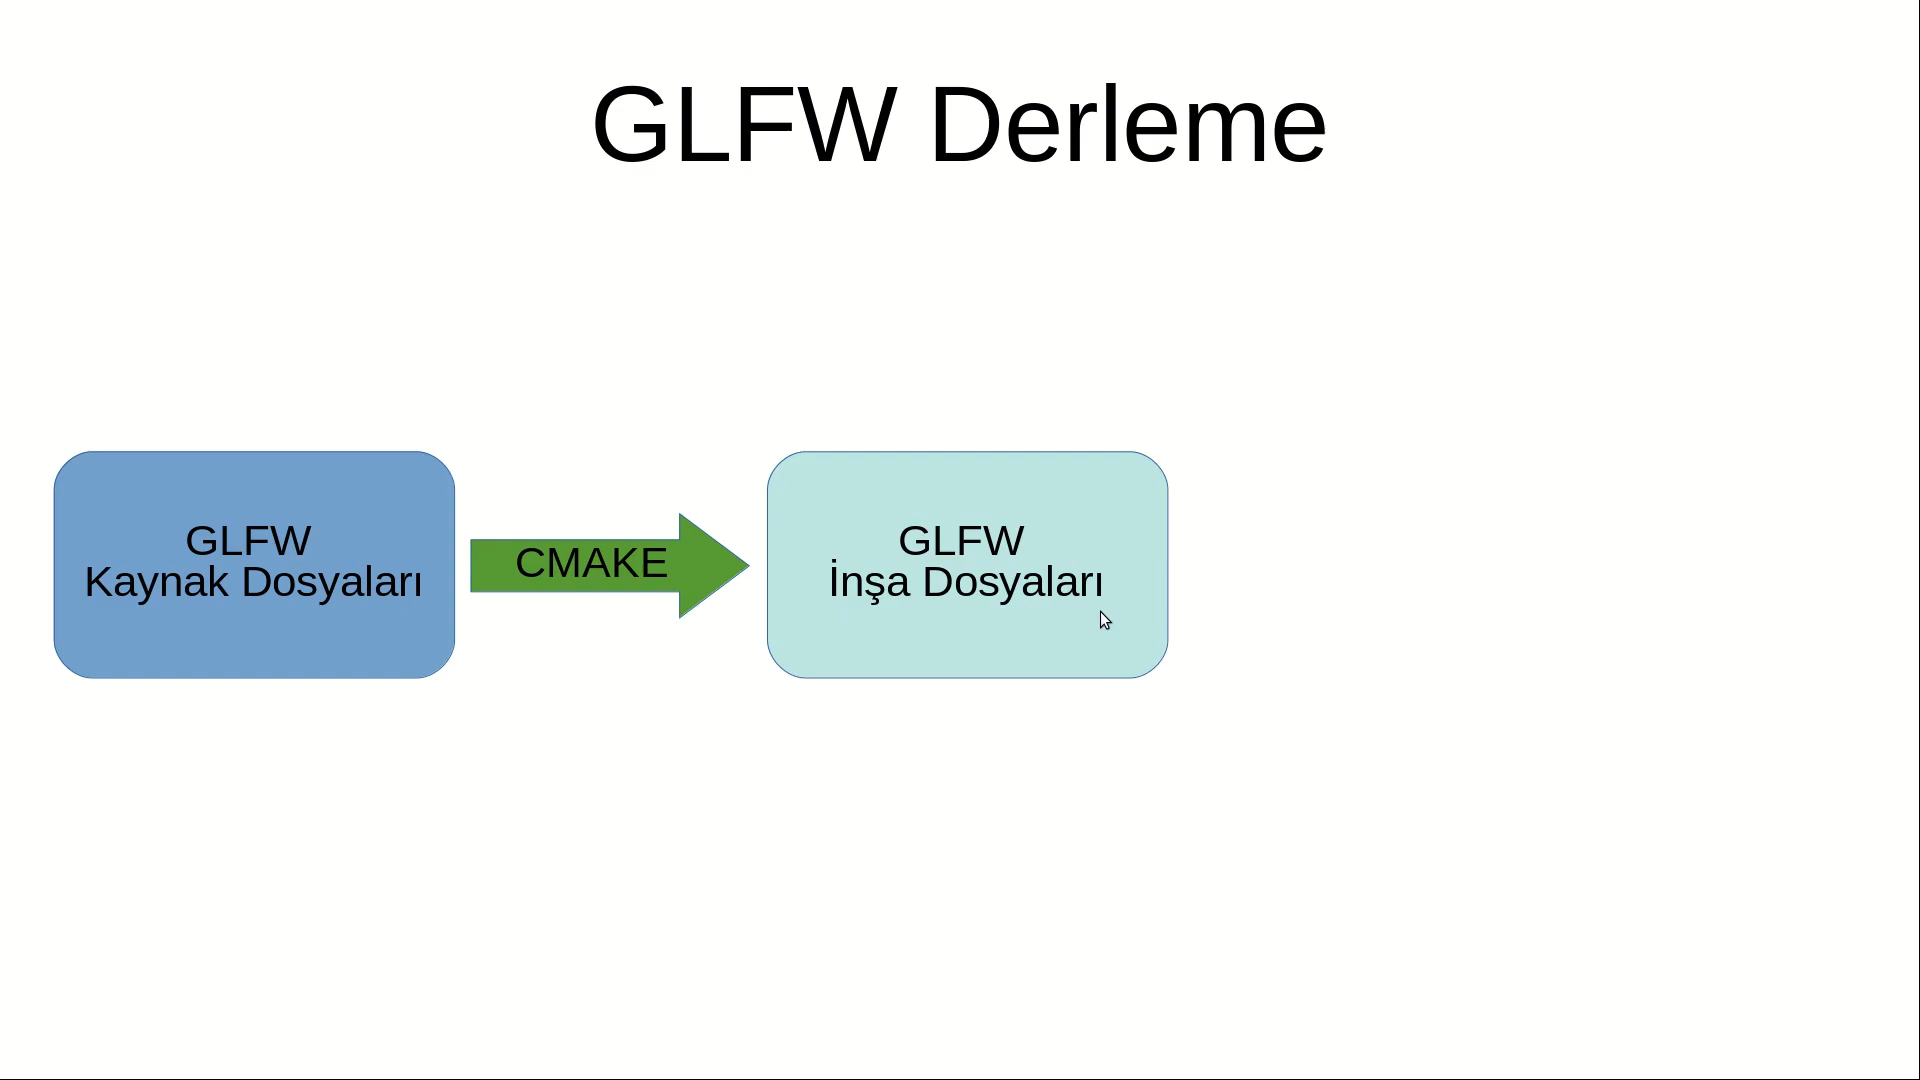 GLFW Derleme
GLFW
Kaynak Dosyaları
CMAKE
GLFW
İnşa Dosyaları